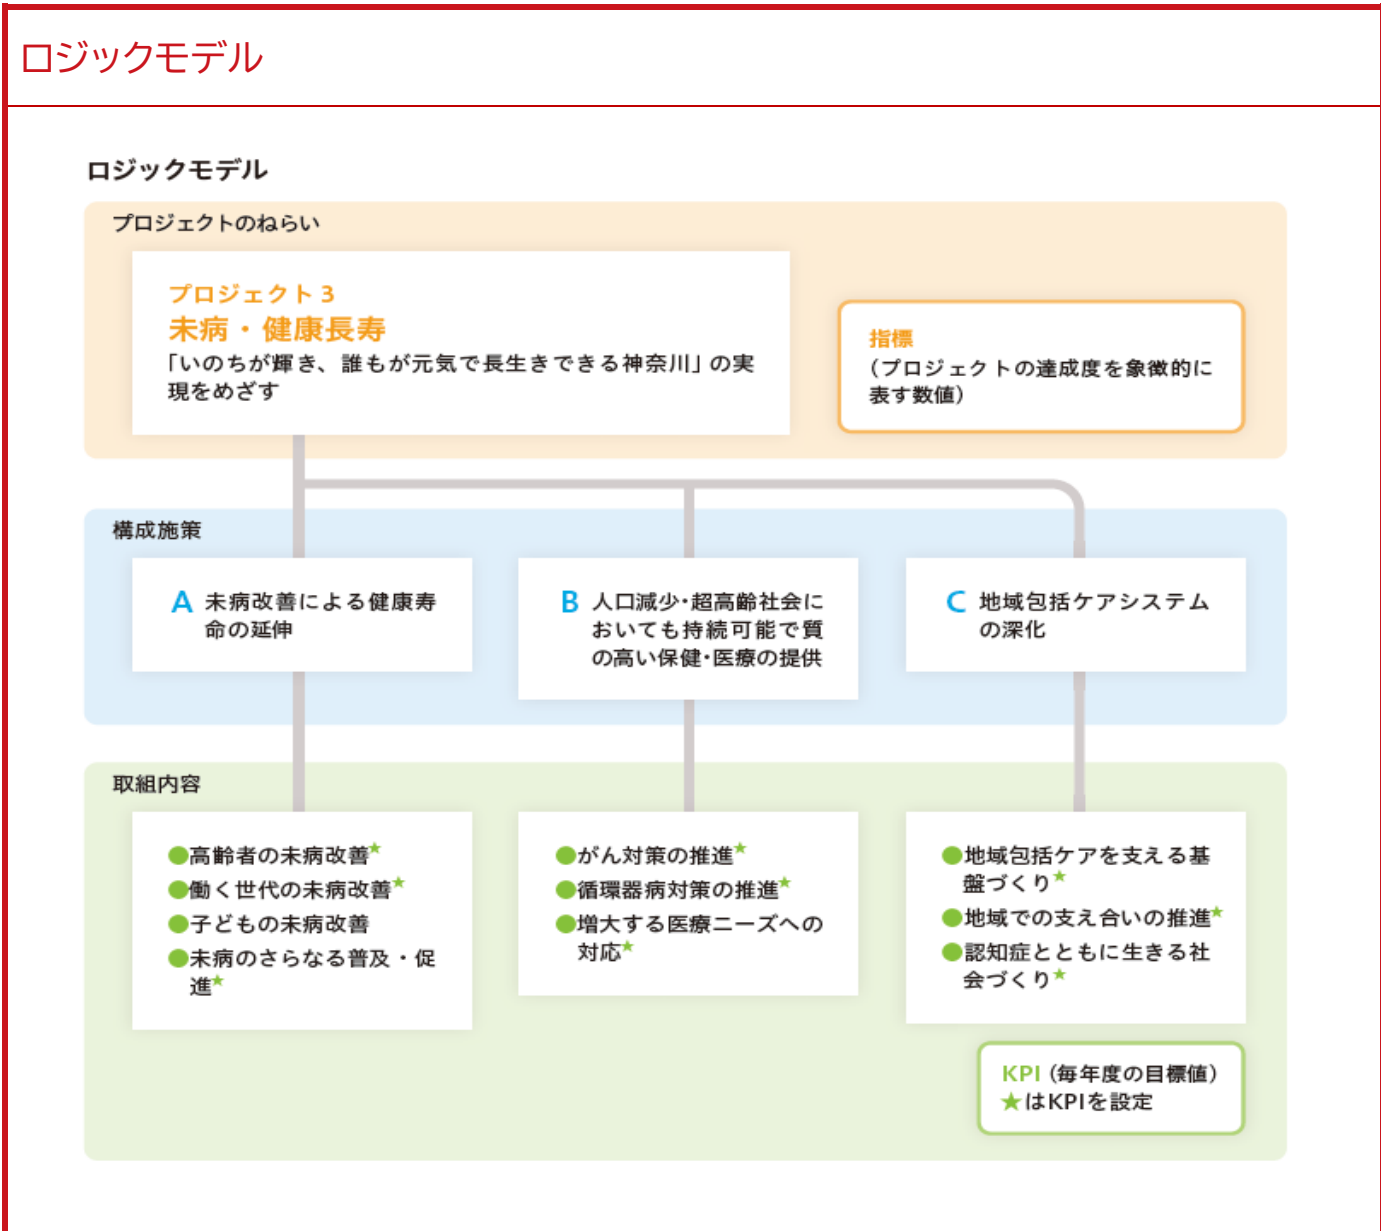 ロジックモデル
ロジックモデル
プロジェクトのねらい
プロジェクト 3
未病・健康長寿
「いのちが輝き、誰もが元気で長生きできる神奈川」の実
現をめざす
指標
(プロジェクトの達成度を象徴的に
表す数値)
構成施策
A 未病改善による健康寿
命の延伸
B 人口減少・超高齢社会に
おいても持続可能で質
の高い保健・医療の提供
C 地域包括ケアシステム
の深化
取組内容
●高齢者の未病改善★
●働く世代の未病改善★
●子どもの未病改善
●未病のさらなる普及・促
進★
●がん対策の推進★
●循環器病対策の推進★
●増大する医療ニーズへの
対応★
●地域包括ケアを支える基
盤づくり★
●地域での支え合いの推進★
●認知症とともに生きる社
会づくり★
KPI (毎年度の目標値)
★はKPIを設定